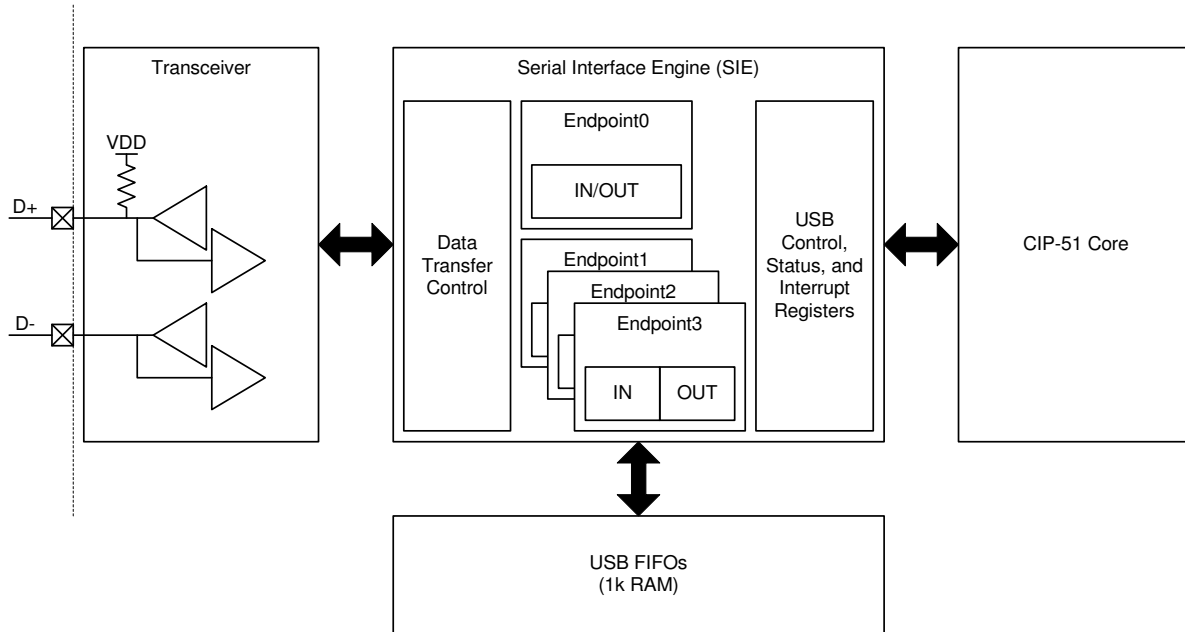 Transceiver
VDD
D+
D-
Serial Interface Engine (SIE)
Data
Transfer
Control
Endpoint0
IN/OUT
Endpoint1
Endpoint2
Endpoint3
IN
OUT
USB
Control,
Status, and
Interrupt
Registers
CIP-51 Core
USB FIFOs
(1k RAM)